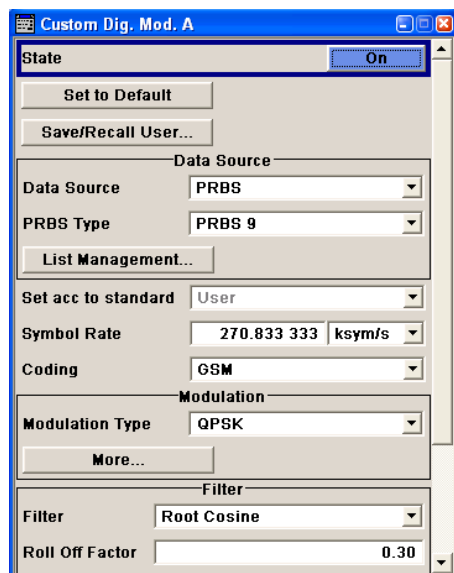 Custom Dig. Mod. A
State On
Set to Default
Save/Recall User...
Data Source
Data Source PRBS
PRBS Type PRBS 9
List Management...
Set acc to standard User
Symbol Rate 270.833 333 ksym/s
Coding GSM
Modulation
Modulation Type QPSK
More...
Filter
Filter Root Cosine
Roll Off Factor 0.30